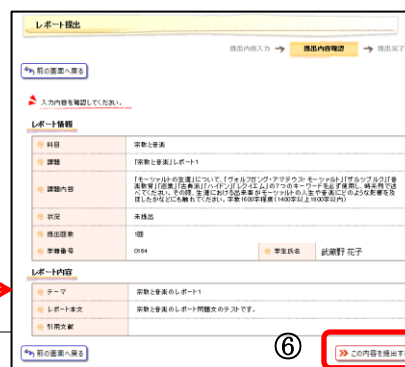 レポート提出
提出内容入力 → 提出内容確認 → 提出完了
前の画面へ戻る
入力内容を確認してください。
レポート情報
科目 宗教と音楽
課題 「宗教と音楽」レポート1
課題内容 「モーツァルトの生涯」について、「ヴォルフガング・アマデウス・モーツァルト」「ザルツブルク」「音
楽教育」「巡業」「古典派」「ハイドン」「レクイエム」の7つのキーワードを必ず使用し、時系列で述
べてください。その際、生涯における出来事がモーツァルトの人生や音楽にどのような影響を及
ぼしたかなどにも触れてください。字数1600字程度(1400字以上1800字以内)
状況 未提出
提出回数 1回
学籍番号 0164 学生氏名 武蔵野 花子
レポート内容
テーマ 宗教と音楽のレポート1
レポート本文 宗教と音楽のレポート問題文のテストです。
引用文献
前の画面へ戻る ⑥ この内容を提出す